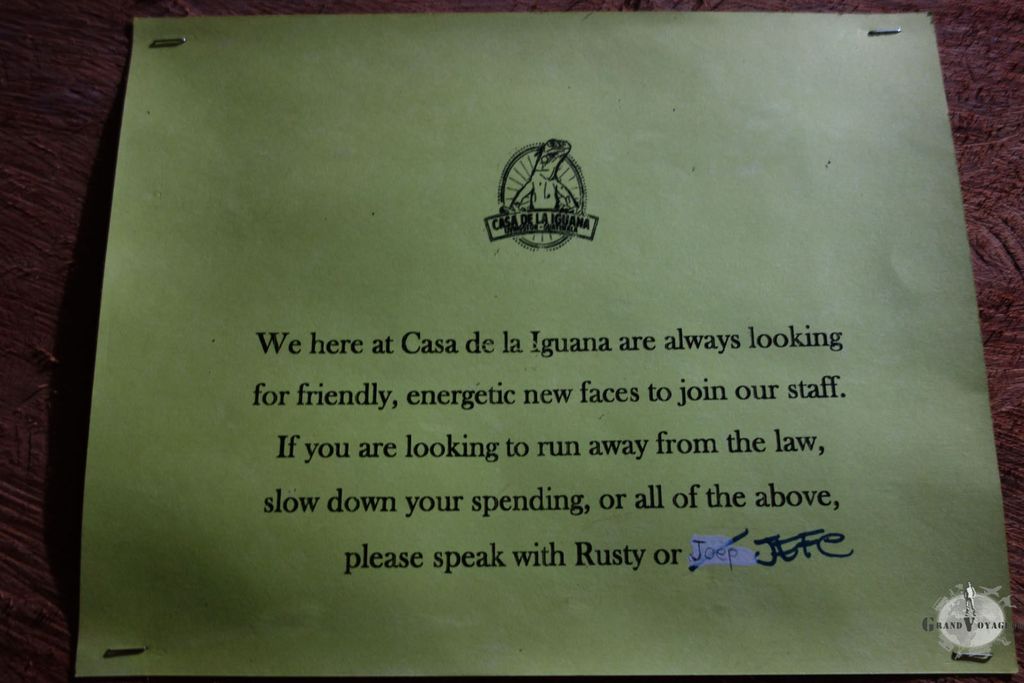 CASA DE LA IGUANA
LIVINGSTON - GUATEMALA
We here at Casa de la Iguana are always looking
for friendly, energetic new faces to join our staff.
If you are looking to run away from the law,
slow down your spending, or all of the above,
please speak with Rusty or Joep JEFE
GRAND VOYAGE